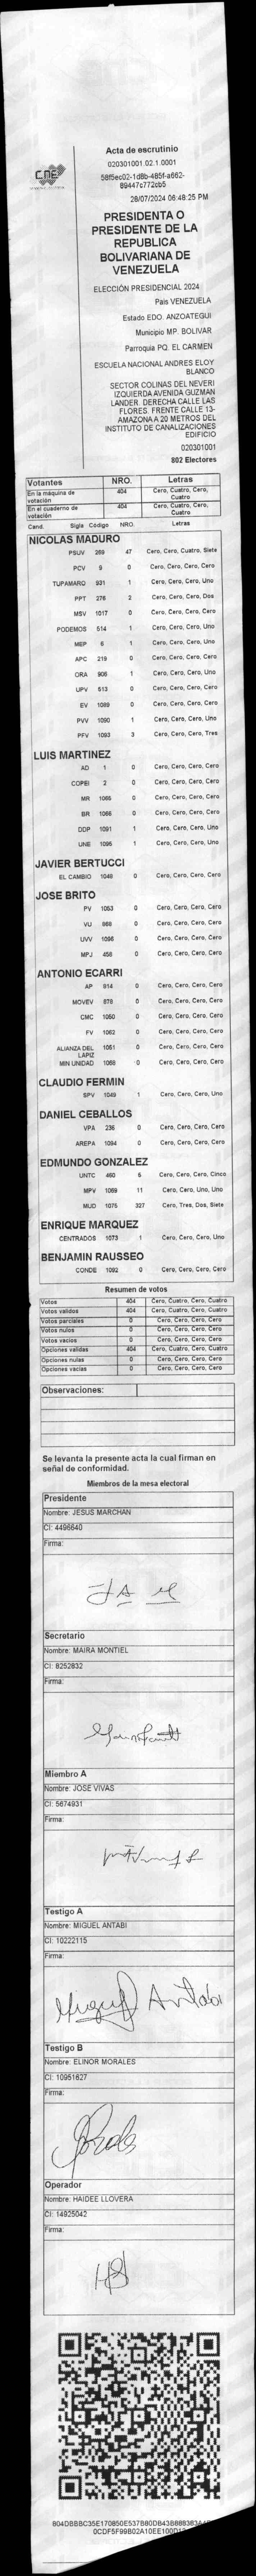 CNE
Acta de escrutinio
020301001.02.1.0001
58f5ec02-1d8b-485f-a662-
89447c772cb5
28/07/2024 06:48:25 PM
PRESIDENTA O
PRESIDENTE DE LA
REPUBLICA
BOLIVARIANA DE
VENEZUELA
ELECCIÓN PRESIDENCIAL 2024
Pais VENEZUELA
Estado EDO. ANZOATEGUI
Municipio MP. BOLIVAR
Parroquia PQ. EL CARMEN
ESCUELA NACIONAL ANDRES ELOY
BLANCO
SECTOR COLINAS DEL NEVERI
IZQUIERDA AVENIDA GUZMAN
LANDER. DERECHA CALLE LAS
FLORES. FRENTE CALLE 13-
AMAZONA A 20 METROS DEL
INSTITUTO DE CANALIZACIONES
EDIFICIO
020301001
802 Electores
Votantes NRO. Letras
En la máquina de votación 404 Cero, Cuatro, Cero, Cuatro
En el cuaderno de votación 404 Cero, Cuatro, Cero, Cuatro
Cand. Sigla Código NRO. Letras
NICOLAS MADURO
PSUV 269 47 Cero, Cero, Cuatro, Siete
PCV 9 0 Cero, Cero, Cero, Cero
TUPAMARO 931 1 Cero, Cero, Cero, Uno
PPT 276 2 Cero, Cero, Cero, Dos
MSV 1017 0 Cero, Cero, Cero, Cero
PODEMOS 514 1 Cero, Cero, Cero, Uno
MEP 6 1 Cero, Cero, Cero, Uno
APC 219 0 Cero, Cero, Cero, Cero
ORA 906 1 Cero, Cero, Cero, Uno
UPV 513 0 Cero, Cero, Cero, Cero
EV 1089 0 Cero, Cero, Cero, Cero
PVV 1090 1 Cero, Cero, Cero, Uno
PFV 1093 3 Cero, Cero, Cero, Tres
LUIS MARTINEZ
AD 1 0 Cero, Cero, Cero, Cero
COPEI 2 0 Cero, Cero, Cero, Cero
MR 1065 0 Cero, Cero, Cero, Cero
BR 1066 0 Cero, Cero, Cero, Cero
DDP 1091 1 Cero, Cero, Cero, Uno
UNE 1095 1 Cero, Cero, Cero, Uno
JAVIER BERTUCCI
EL CAMBIO 1049 0 Cero, Cero, Cero, Cero
JOSE BRITO
PV 1053 0 Cero, Cero, Cero, Cero
VU 868 0 Cero, Cero, Cero, Cero
UVV 1096 0 Cero, Cero, Cero, Cero
MPJ 458 0 Cero, Cero, Cero, Cero
ANTONIO ECARRI
AP 914 0 Cero, Cero, Cero, Cero
MOVEV 878 0 Cero, Cero, Cero, Cero
CMC 1050 0 Cero, Cero, Cero, Cero
FV 1062 0 Cero, Cero, Cero, Cero
ALIANZA DEL LAPIZ 1051 0 Cero, Cero, Cero, Cero
MIN UNIDAD 1068 0 Cero, Cero, Cero, Cero
CLAUDIO FERMIN
SPV 1049 1 Cero, Cero, Cero, Uno
DANIEL CEBALLOS
VPA 236 0 Cero, Cero, Cero, Cero
AREPA 1094 0 Cero, Cero, Cero, Cero
EDMUNDO GONZALEZ
UNTC 460 5 Cero, Cero, Cero, Cinco
MPV 1069 11 Cero, Cero, Uno, Uno
MUD 1075 327 Cero, Tres, Dos, Siete
ENRIQUE MARQUEZ
CENTRADOS 1073 1 Cero, Cero, Cero, Uno
BENJAMIN RAUSSEO
CONDE 1092 0 Cero, Cero, Cero, Cero
Resumen de votos
Votos 404 Cero, Cuatro, Cero, Cuatro
Votos validos 404 Cero, Cuatro, Cero, Cuatro
Votos parciales 0 Cero, Cero, Cero, Cero
Votos nulos 0 Cero, Cero, Cero, Cero
Votos vacios 0 Cero, Cero, Cero, Cero
Opciones validas 404 Cero, Cuatro, Cero, Cuatro
Opciones nulas 0 Cero, Cero, Cero, Cero
Opciones vacias 0 Cero, Cero, Cero, Cero
Observaciones:
Se levanta la presente acta la cual firman en
señal de conformidad.
Miembros de la mesa electoral
Presidente
Nombre: JESUS MARCHAN
CI: 4496640
Firma:
Secretario
Nombre: MAIRA MONTIEL
CI: 8252832
Firma:
Miembro A
Nombre: JOSE VIVAS
CI: 5674931
Firma:
Testigo A
Nombre: MIGUEL ANTABI
CI: 10222115
Firma:
Miguel Antabi
Testigo B
Nombre: ELINOR MORALES
CI: 10951627
Firma:
Operador
Nombre: HAIDEE LLOVERA
CI: 14925042
Firma: